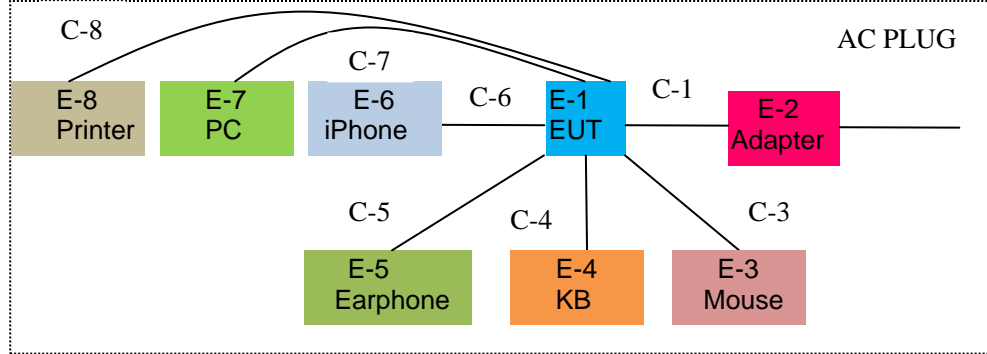 C-8
AC PLUG
C-7
E-8
Printer
E-7
PC
E-6
iPhone
C-6
E-1
EUT
C-1
E-2
Adapter
C-5
C-4
C-3
E-5
Earphone
E-4
KB
E-3
Mouse